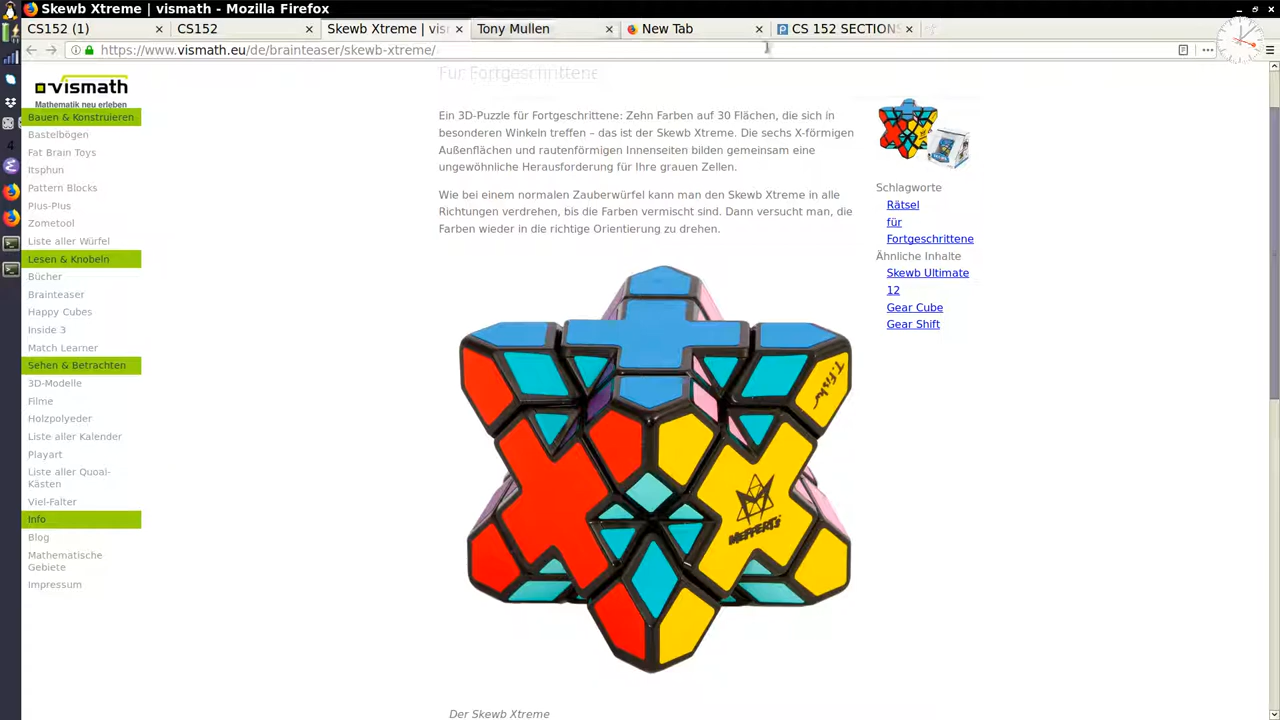 Skewb Xtreme | vismath - Mozilla Firefox
CS152 (1)
CS152
Skewb Xtreme | vis
Tony Mullen
New Tab
CS 152 SECTION
https://www.vismath.eu/de/brainteaser/skewb-xtreme/
vismath
Mathematik neu erleben
Bauen & Konstruieren
Bastelbögen
Fat Brain Toys
Itsphun
Pattern Blocks
Plus-Plus
Zometool
Liste aller Würfel
Lesen & Knobeln
Bücher
Brainteaser
Happy Cubes
Inside 3
Match Learner
Sehen & Betrachten
3D-Modelle
Filme
Holzpolyeder
Liste aller Kalender
Playart
Liste aller Quoai-
Kästen
Viel-Falter
Info
Blog
Mathematische
Gebiete
Impressum
Für Fortgeschrittene
Ein 3D-Puzzle für Fortgeschrittene: Zehn Farben auf 30 Flächen, die sich in
besonderen Winkeln treffen – das ist der Skewb Xtreme. Die sechs X-förmigen
Außenflächen und rautenförmigen Innenseiten bilden gemeinsam eine
ungewöhnliche Herausforderung für Ihre grauen Zellen.
Wie bei einem normalen Zauberwürfel kann man den Skewb Xtreme in alle
Richtungen verdrehen, bis die Farben vermischt sind. Dann versucht man, die
Farben wieder in die richtige Orientierung zu drehen.
MEFFERT'S
Der Skewb Xtreme
Schlagworte
Rätsel
für
Fortgeschrittene
Ähnliche Inhalte
Skewb Ultimate
12
Gear Cube
Gear Shift
4